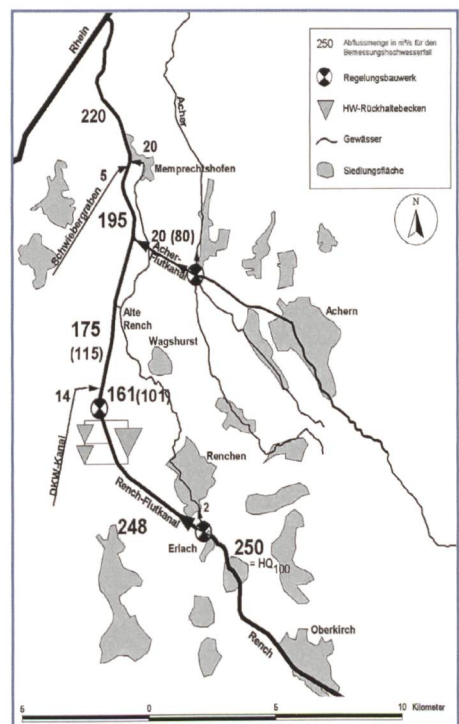 250 Abflussmenge in m³/s für den
Bemessungshochwasserfall
Regelungsbauwerk
HW-Rückhaltebecken
Gewässer
Siedlungsfläche
N
Rhein
Acher
220
20
Memprechtshofen
5
Schwiebergraben
195
20 (80)
Acher-
Flutkanal
Achern
175
(115)
Alte
Rench
Wagshurst
14
161(101)
DKW-Kanal
Renchen
Rench-Flutkanal
2
248
Erlach
250
= HQ100
Rench
Oberkirch
5 0 5 10 Kilometer